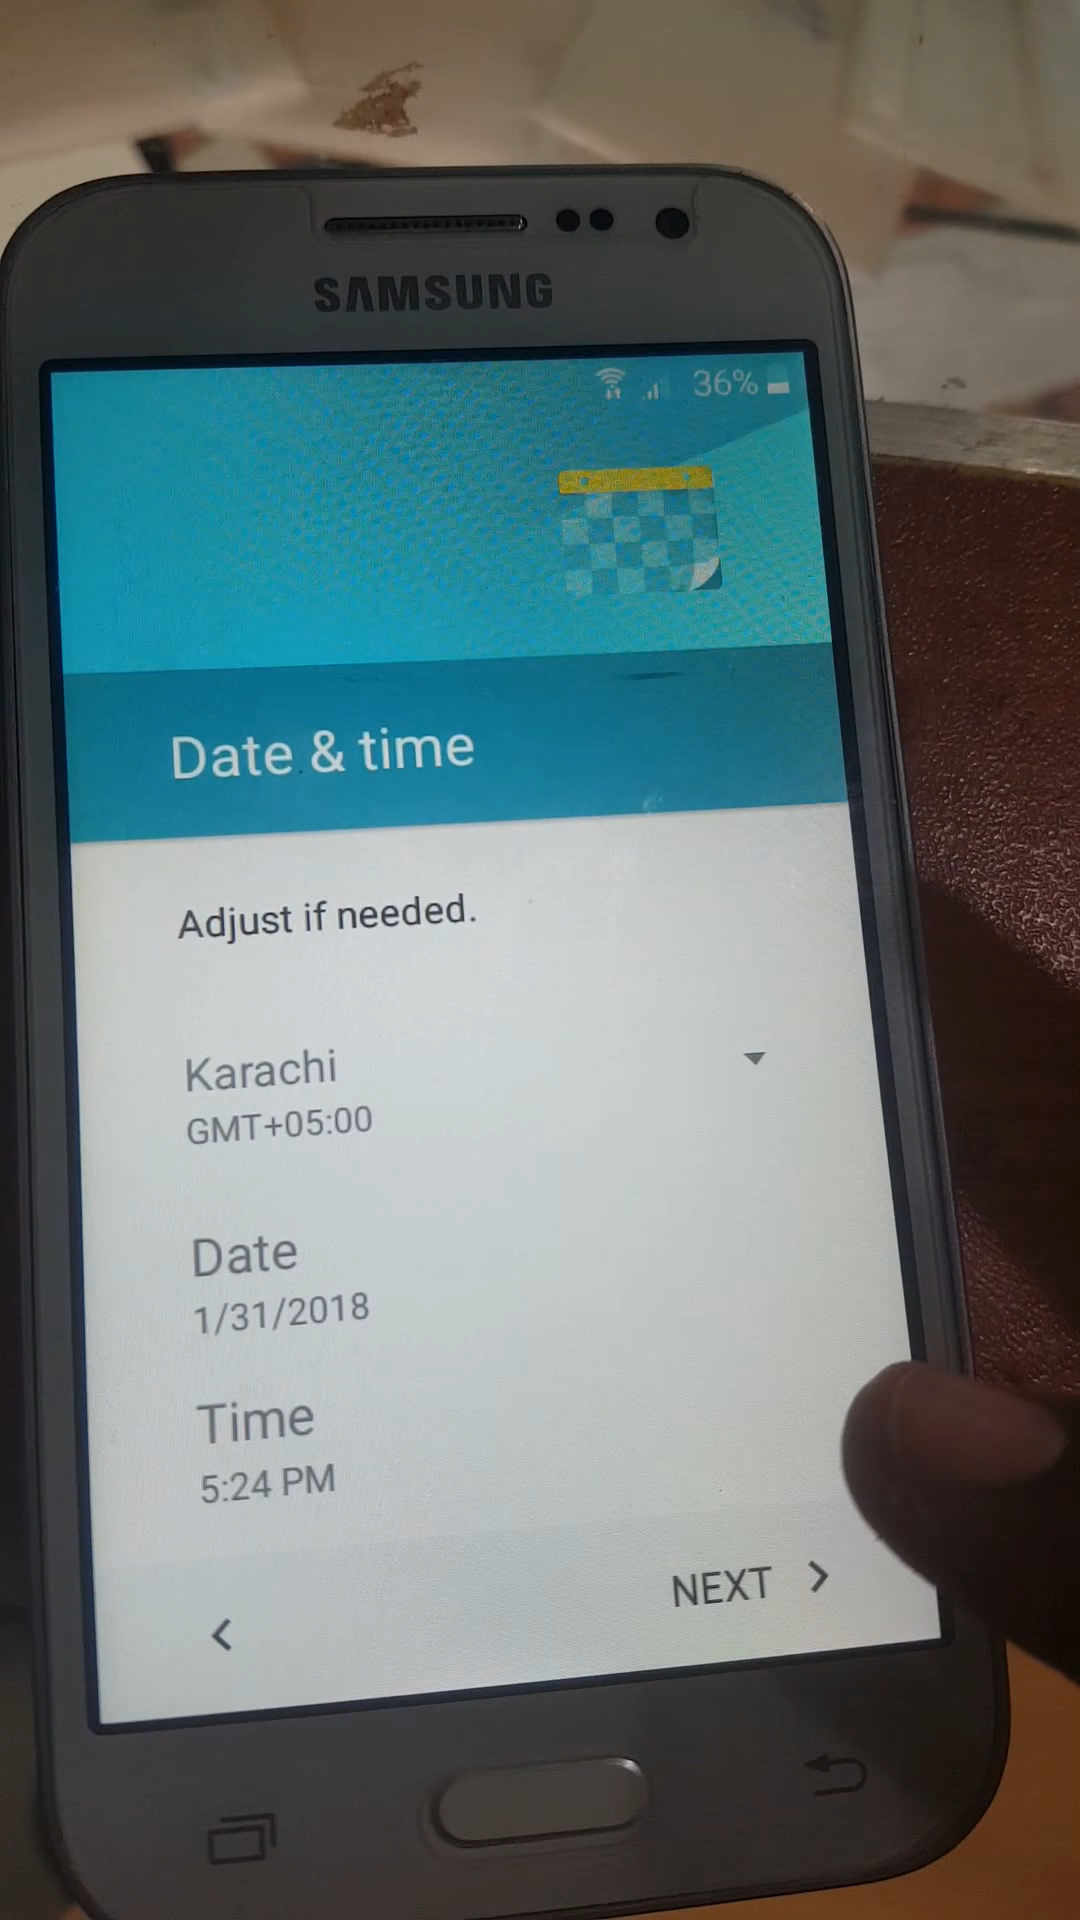 SAMSUNG
36%
Date & time
Adjust if needed.
Karachi
GMT+05:00
Date
1/31/2018
Time
5:24 PM
NEXT